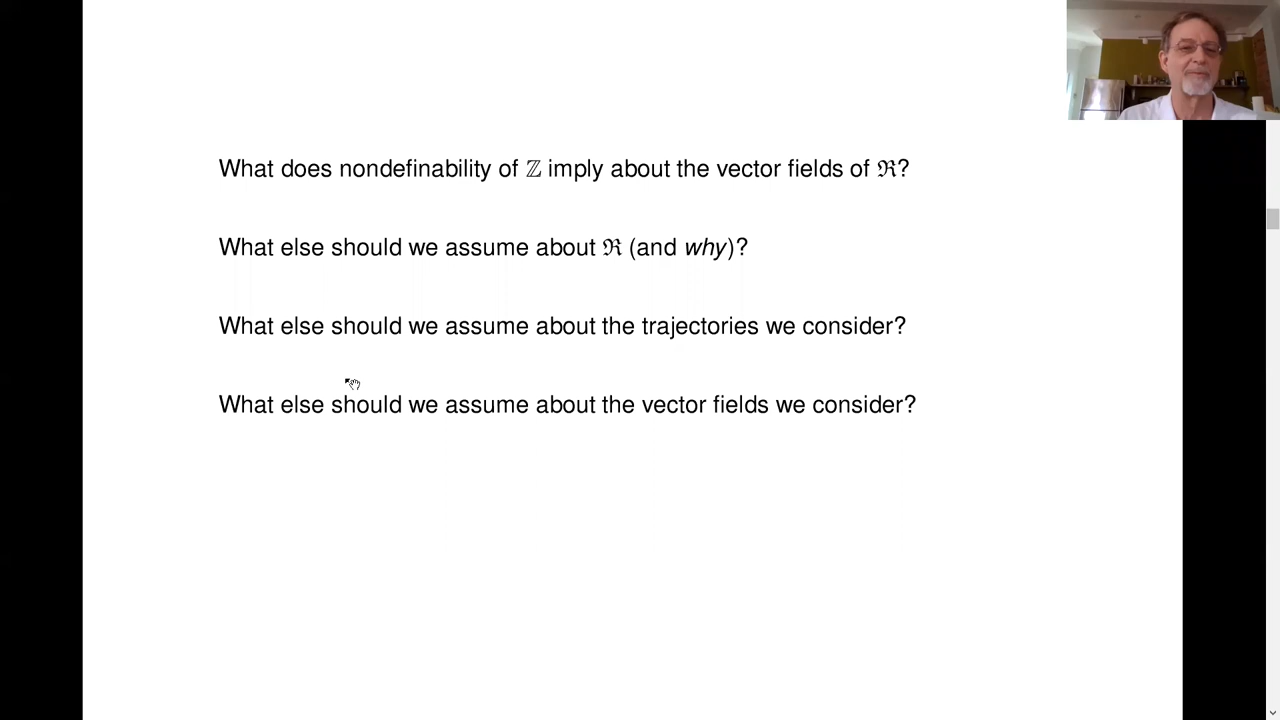 What does nondefinability of ℤ imply about the vector fields of ℜ?
What else should we assume about ℜ (and why)?
What else should we assume about the trajectories we consider?
What else should we assume about the vector fields we consider?